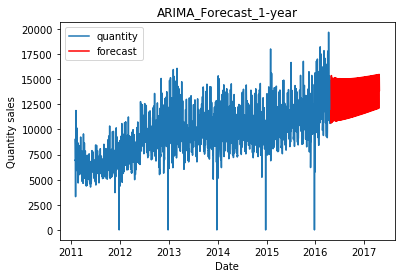 ARIMA_Forecast_1-year
quantity
forecast
20000
17500
15000
12500
10000
7500
5000
2500
0
Quantity sales
2011 2012 2013 2014 2015 2016 2017
Date